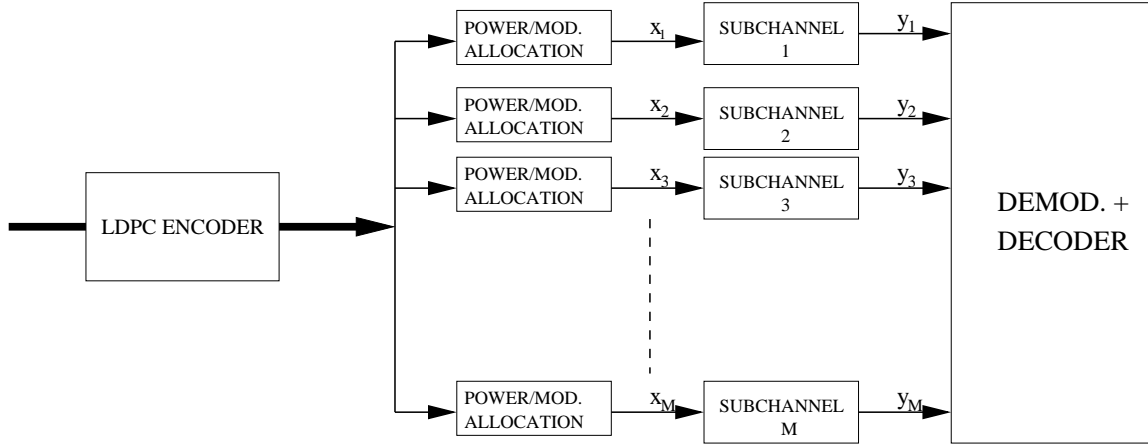 POWER/MOD.
ALLOCATION
x1
SUBCHANNEL
1
y1
POWER/MOD.
ALLOCATION
x2
SUBCHANNEL
2
y2
POWER/MOD.
ALLOCATION
x3
SUBCHANNEL
3
y3
LDPC ENCODER
DEMOD. +
DECODER
POWER/MOD.
ALLOCATION
xM
SUBCHANNEL
M
yM